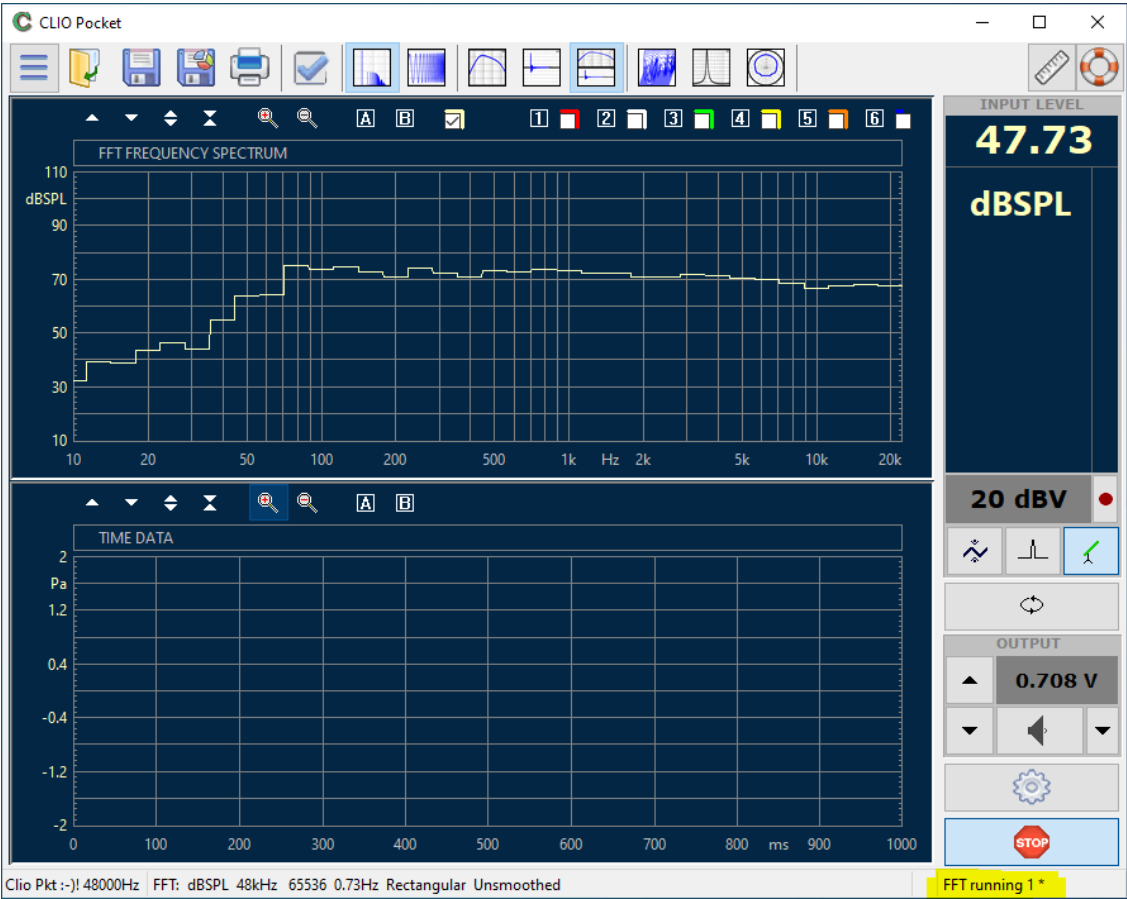 CLIO Pocket
A B 1 2 3 4 5 6
FFT FREQUENCY SPECTRUM
110
dBSPL
90
70
50
30
10
10 20 50 100 200 500 1k Hz 2k 5k 10k 20k
A B
TIME DATA
2
Pa
1.2
0.4
-0.4
-1.2
-2
0 100 200 300 400 500 600 700 800 ms 900 1000
INPUT LEVEL
47.73
dBSPL
20 dBV
OUTPUT
0.708 V
STOP
Clio Pkt :-)! 48000Hz FFT: dBSPL 48kHz 65536 0.73Hz Rectangular Unsmoothed
FFT running 1 *